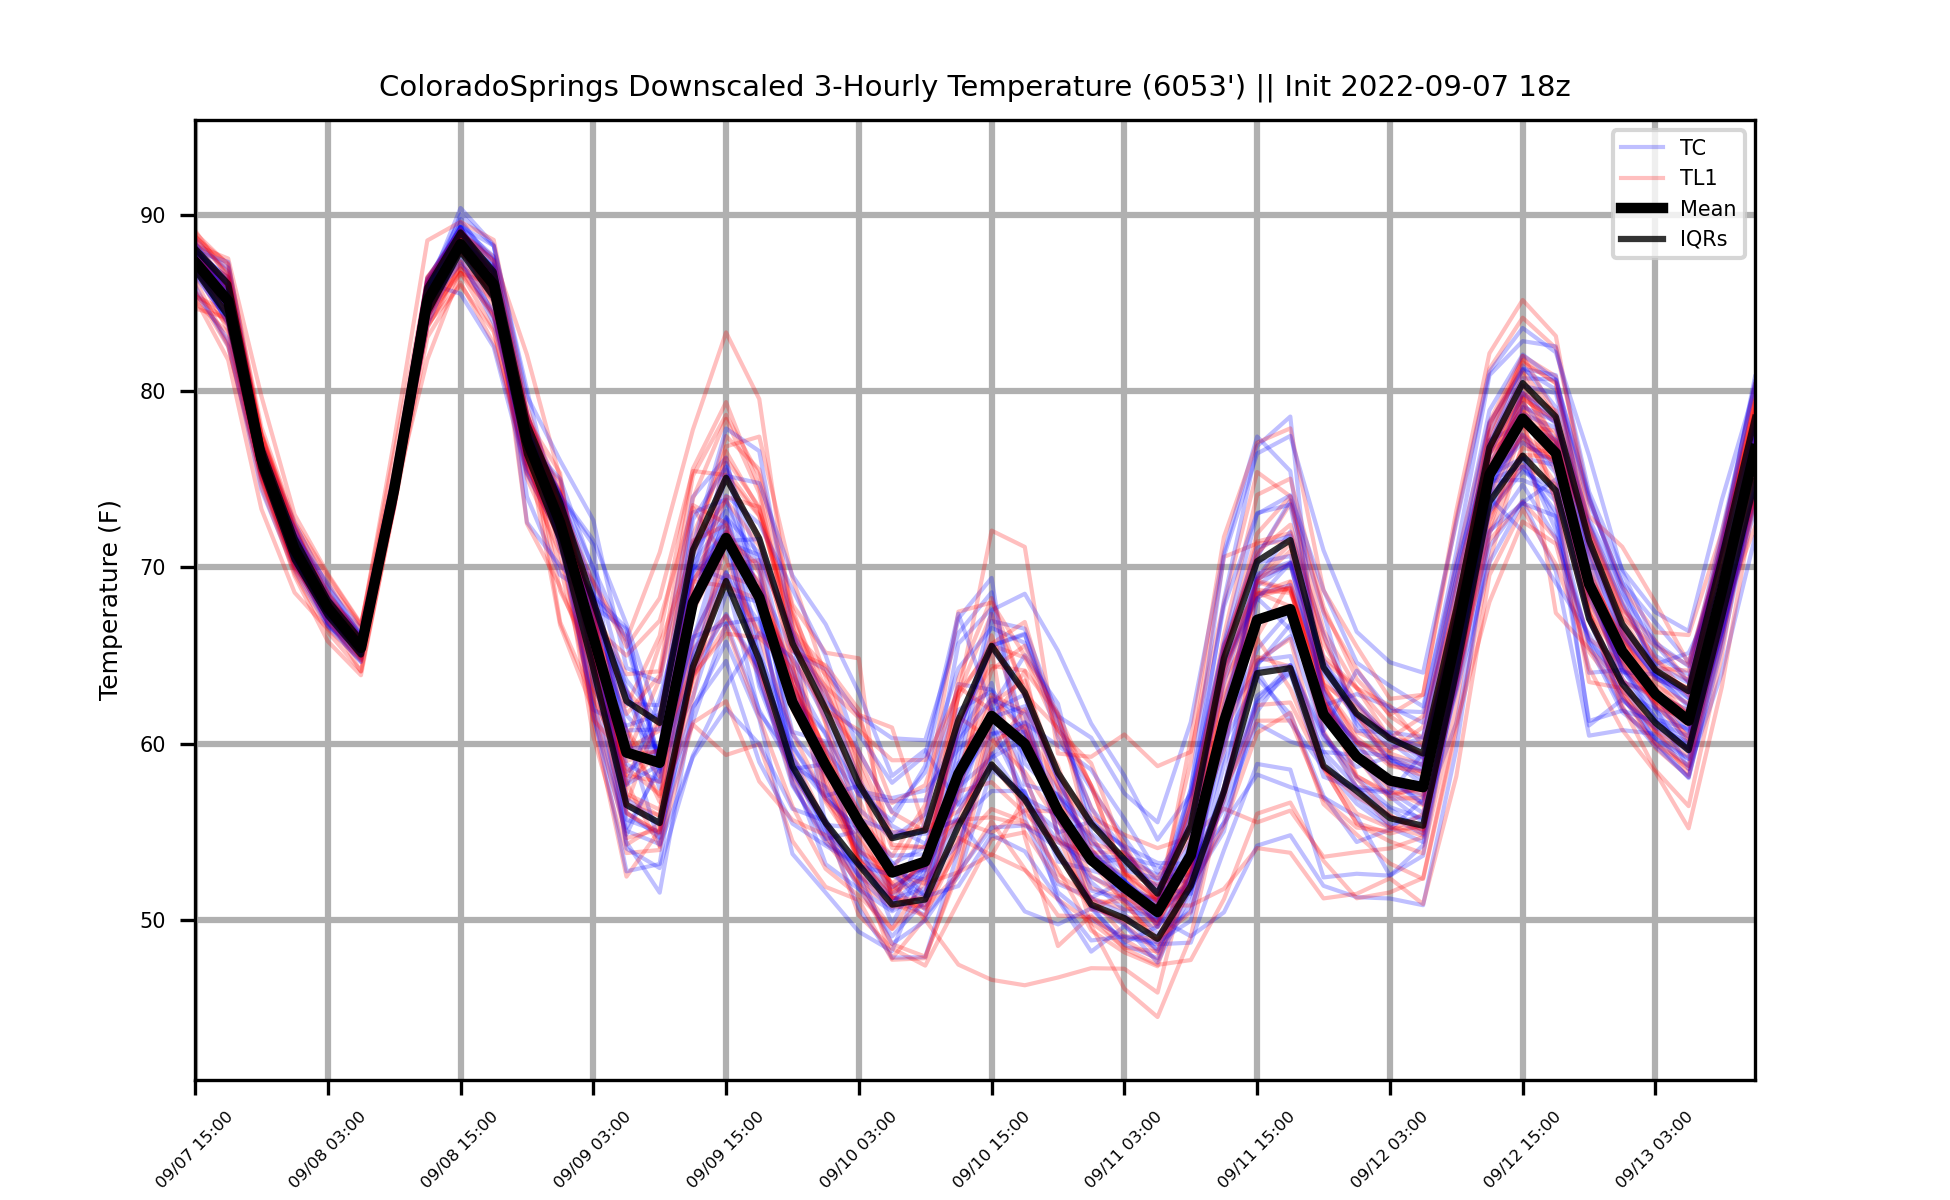 ColoradoSprings Downscaled 3-Hourly Temperature (6053') || Init 2022-09-07 18z
TC
TL1
Mean
IQRs
Temperature (F)
90
80
70
60
50
09/07 15:00
09/08 03:00
09/08 15:00
09/09 03:00
09/09 15:00
09/10 03:00
09/10 15:00
09/11 03:00
09/11 15:00
09/12 03:00
09/12 15:00
09/13 03:00